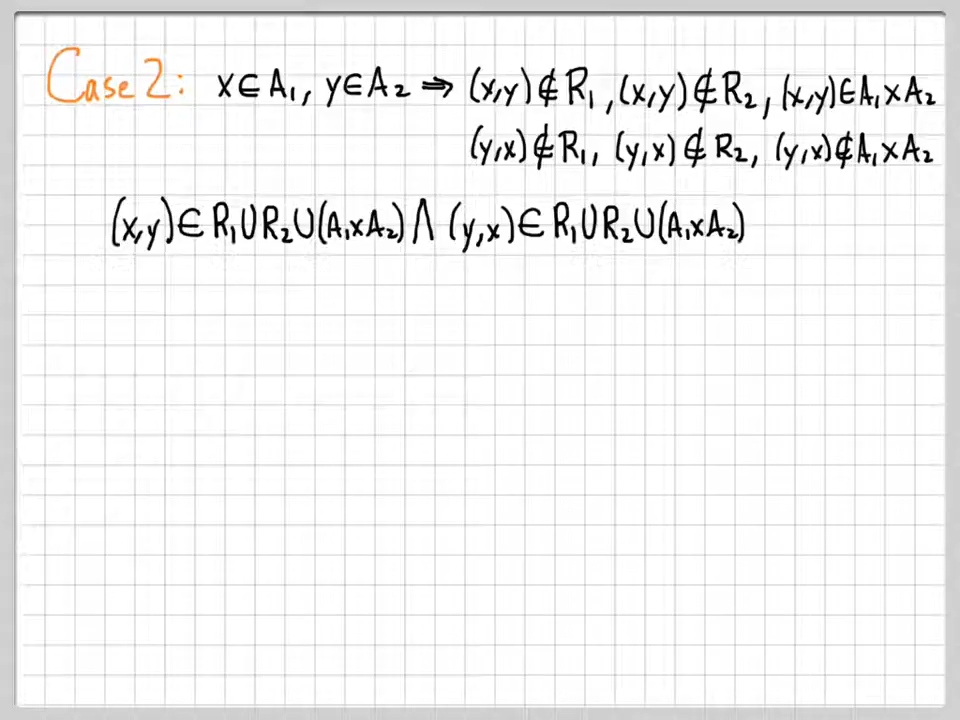 Case 2: x∈A₁, y∈A₂ ⇒ (x,y)∉R₁, (x,y)∉R₂, (x,y)∈A₁×A₂
(y,x)∉R₁, (y,x)∉R₂, (y,x)∉A₁×A₂
(x,y)∈R₁∪R₂∪(A₁×A₂) ∧ (y,x)∈R₁∪R₂∪(A₁×A₂)